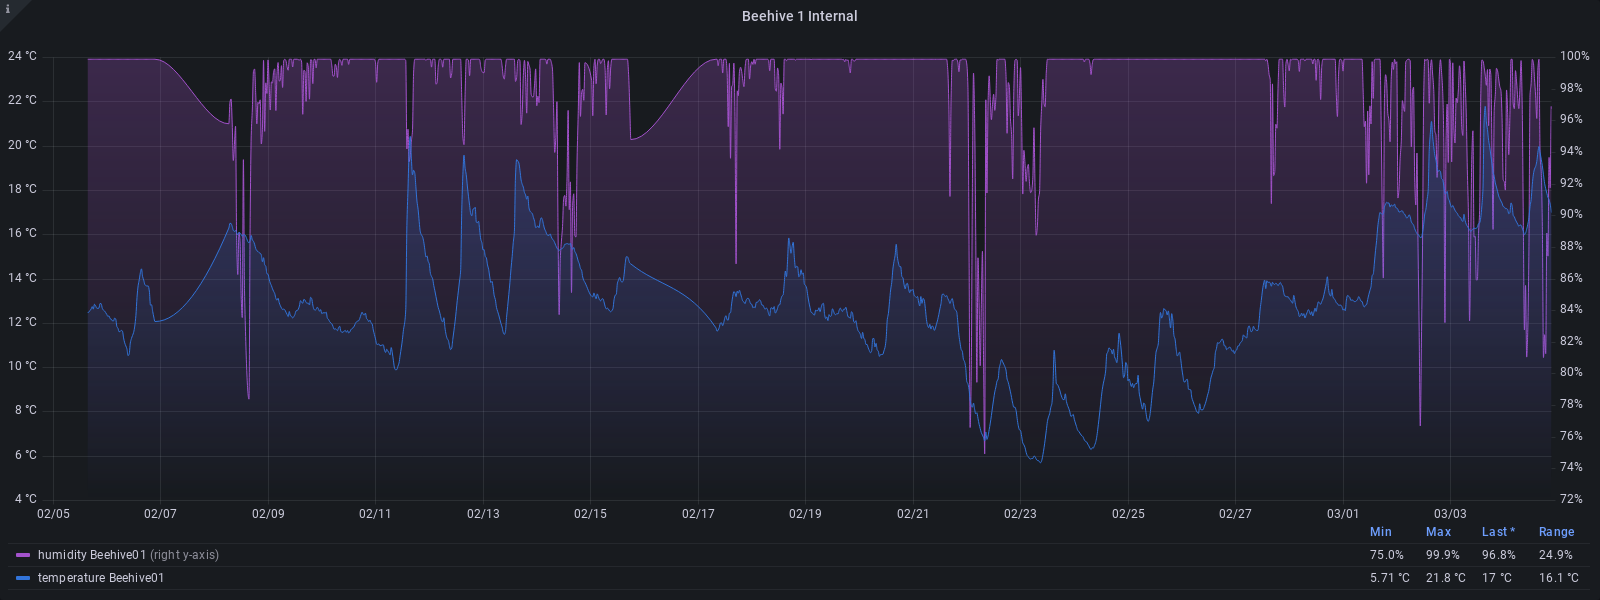 i
Beehive 1 Internal
24 °C 100%
98%
22 °C 96%
20 °C 94%
18 °C 92%
90%
16 °C 88%
14 °C 86%
84%
12 °C 82%
10 °C 80%
8 °C 78%
76%
6 °C 74%
4 °C 72%
02/05 02/07 02/09 02/11 02/13 02/15 02/17 02/19 02/21 02/23 02/25 02/27 03/01 03/03
Min Max Last * Range
humidity Beehive01 (right y-axis) 75.0% 99.9% 96.8% 24.9%
temperature Beehive01 5.71 °C 21.8 °C 17 °C 16.1 °C